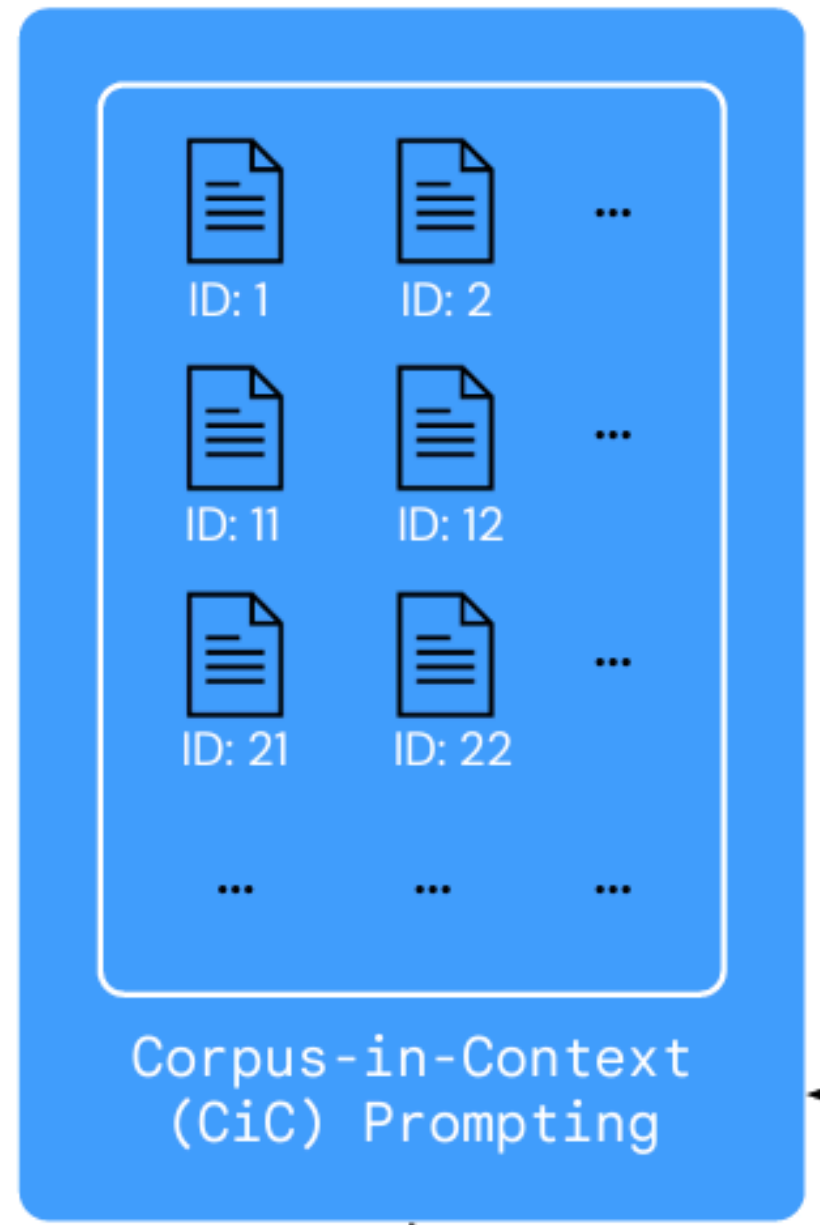 ...
ID: 1 ID: 2
...
ID: 11 ID: 12
...
ID: 21 ID: 22
... ... ...
Corpus-in-Context
(CiC) Prompting